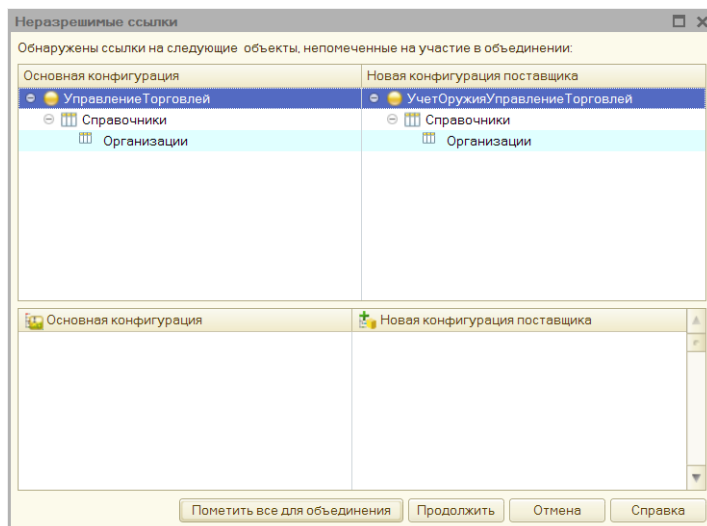 Неразрешимые ссылки
Обнаружены ссылки на следующие объекты, непомеченные на участие в объединении:
Основная конфигурация Новая конфигурация поставщика
УправлениеТорговлей УчетОружияУправлениеТорговлей
Справочники Справочники
Организации Организации
Основная конфигурация Новая конфигурация поставщика
Пометить все для объединения Продолжить Отмена Справка